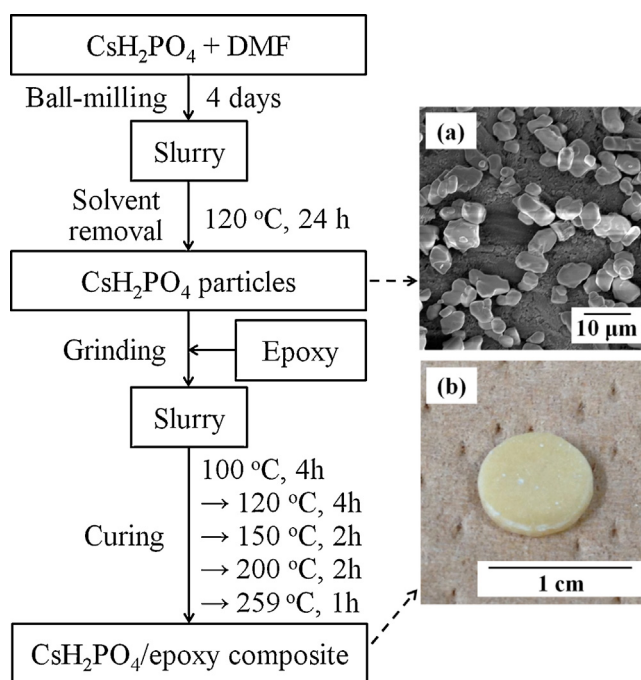 CsH₂PO₄ + DMF
Ball-milling 4 days
Slurry
Solvent
removal
120 °C, 24 h
CsH₂PO₄ particles
Grinding
Epoxy
Slurry
Curing
100 °C, 4h
→ 120 °C, 4h
→ 150 °C, 2h
→ 200 °C, 2h
→ 259 °C, 1h
CsH₂PO₄/epoxy composite
(a)
10 μm
(b)
1 cm